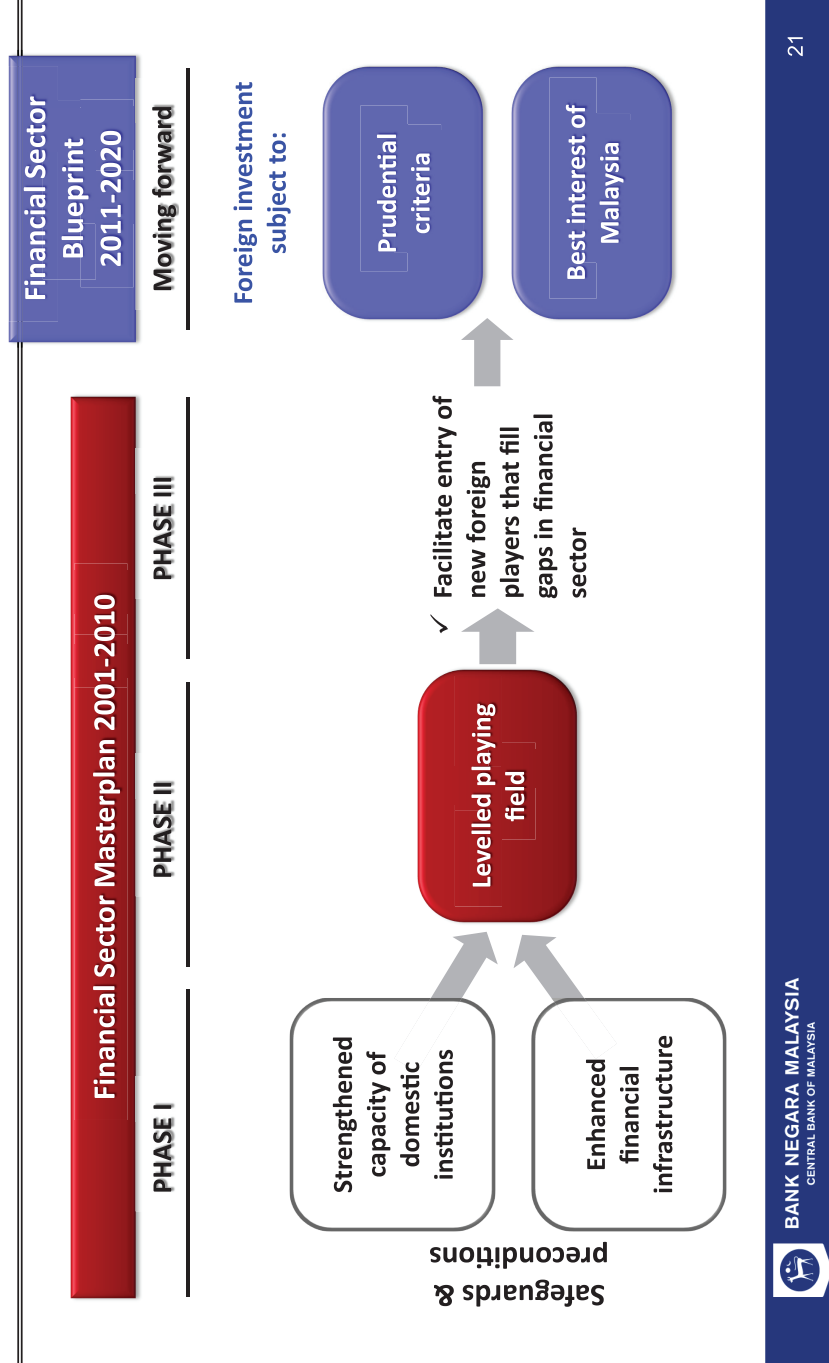 Financial Sector Masterplan 2001-2010
Financial Sector
Blueprint
2011-2020
PHASE I
PHASE II
PHASE III
Moving forward
Safeguards &
preconditions
Strengthened
capacity of
domestic
institutions
Enhanced
financial
infrastructure
Levelled playing
field
✓ Facilitate entry of
new foreign
players that fill
gaps in financial
sector
Foreign investment
subject to:
Prudential
criteria
Best interest of
Malaysia
BANK NEGARA MALAYSIA
CENTRAL BANK OF MALAYSIA
21